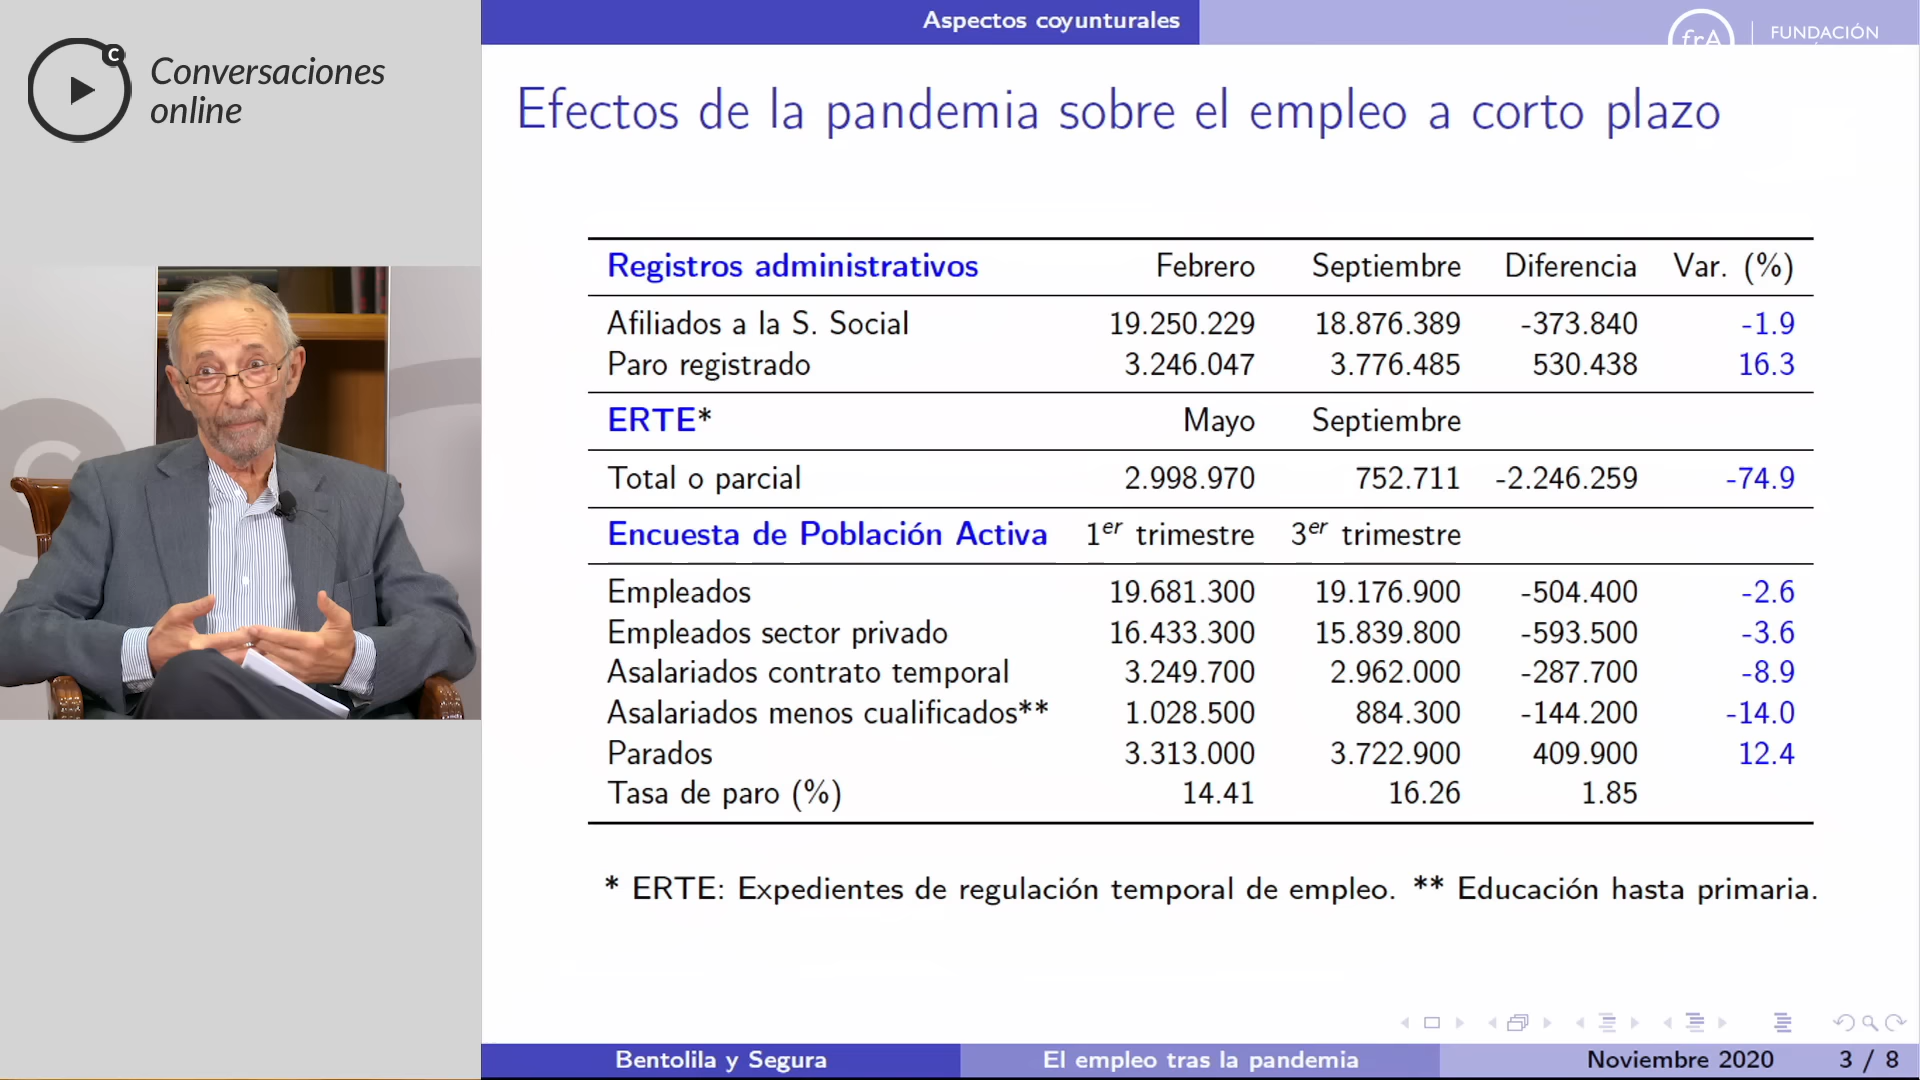 Conversaciones
online
C
Aspectos coyunturales
frA
FUNDACIÓN
Efectos de la pandemia sobre el empleo a corto plazo
Registros administrativos Febrero Septiembre Diferencia Var. (%)
Afiliados a la S. Social 19.250.229 18.876.389 -373.840 -1.9
Paro registrado 3.246.047 3.776.485 530.438 16.3
ERTE* Mayo Septiembre
Total o parcial 2.998.970 752.711 -2.246.259 -74.9
Encuesta de Población Activa 1er trimestre 3er trimestre
Empleados 19.681.300 19.176.900 -504.400 -2.6
Empleados sector privado 16.433.300 15.839.800 -593.500 -3.6
Asalariados contrato temporal 3.249.700 2.962.000 -287.700 -8.9
Asalariados menos cualificados** 1.028.500 884.300 -144.200 -14.0
Parados 3.313.000 3.722.900 409.900 12.4
Tasa de paro (%) 14.41 16.26 1.85
* ERTE: Expedientes de regulación temporal de empleo. ** Educación hasta primaria.
Bentolila y Segura El empleo tras la pandemia Noviembre 2020 3 / 8